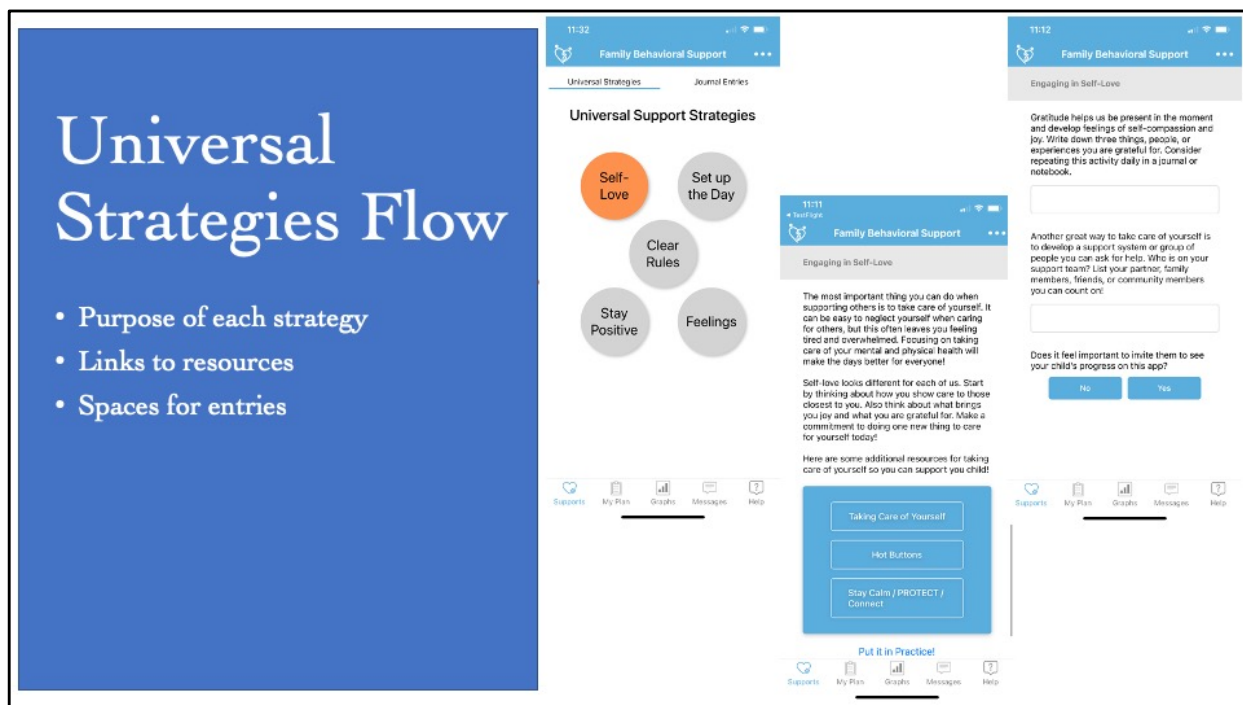 Universal
Strategies Flow
• Purpose of each strategy
• Links to resources
• Spaces for entries
11:32
Family Behavioral Support
Universal Strategies
Journal Entries
Universal Support Strategies
Self-
Love
Set up
the Day
Clear
Rules
Stay
Positive
Feelings
Supports
My Plan
Graphs
Messages
Help
11:11
◂ TestFlight
Family Behavioral Support
Engaging in Self-Love
The most important thing you can do when
supporting others is to take care of yourself. It
can be easy to neglect yourself when caring
for others, but this often leaves you feeling
tired and overwhelmed. Focusing on taking
care of your mental and physical health will
make the days better for everyone!
Self-love looks different for each of us. Start
by thinking about how you show care to those
closest to you. Also think about what brings
you joy and what you are grateful for. Make a
commitment to doing one new thing to care
for yourself today!
Here are some additional resources for taking
care of yourself so you can support you child!
Taking Care of Yourself
Hot Buttons
Stay Calm / PROTECT /
Connect
Put it in Practice!
Supports
My Plan
Graphs
Messages
Help
11:12
Family Behavioral Support
Engaging in Self-Love
Gratitude helps us be present in the moment
and develop feelings of self-compassion and
joy. Write down three things, people, or
experiences you are grateful for. Consider
repeating this activity daily in a journal or
notebook.
Another great way to take care of yourself is
to develop a support system or group of
people you can ask for help. Who is on your
support team? List your partner, family
members, friends, or community members
you can count on!
Does it feel important to invite them to see
your child's progress on this app?
No
Yes
Supports
My Plan
Graphs
Messages
Help